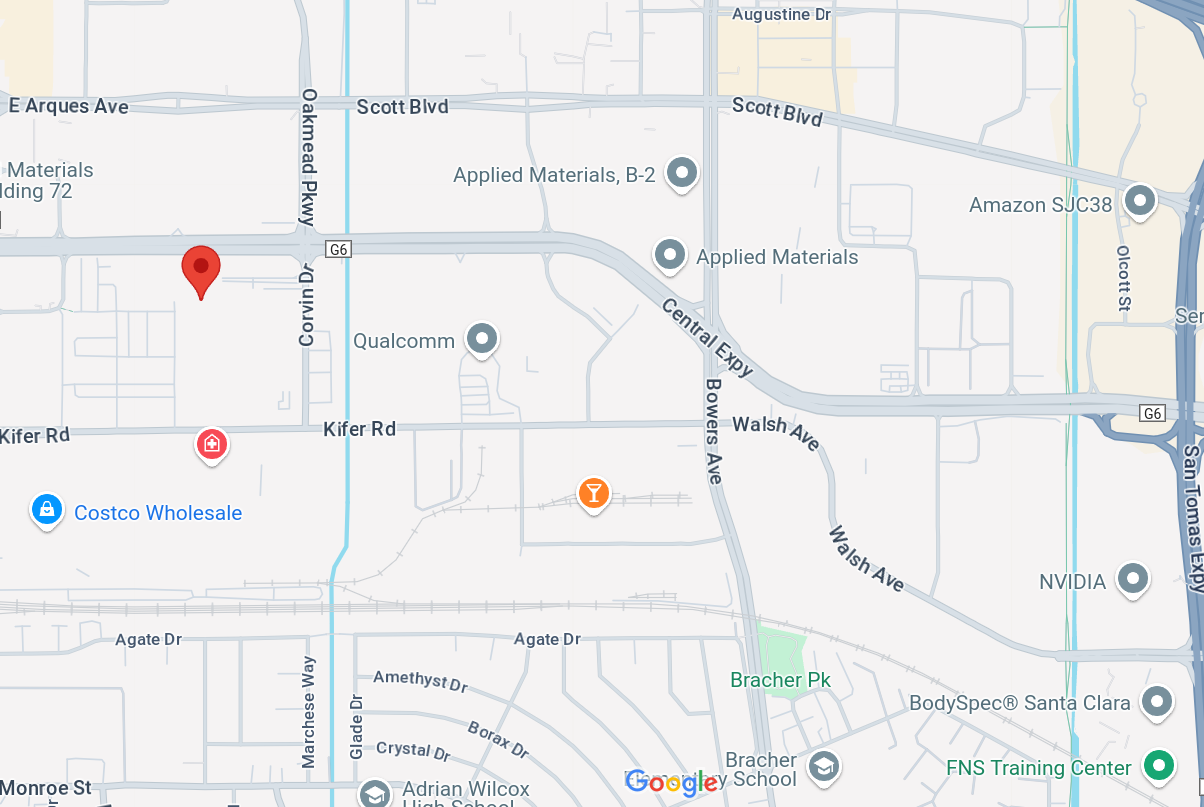 Augustine Dr
E Arques Ave
Scott Blvd
Scott Blvd
Oakmead Pkwy
Materials
lding 72
Applied Materials, B-2
Amazon SJC38
G6
Applied Materials
Olcott St
Corvin Dr
Central Expy
Qualcomm
Ser
Bowers Ave
G6
Kifer Rd
Kifer Rd
Walsh Ave
San Tomas Expy
Costco Wholesale
Walsh Ave
NVIDIA
Agate Dr
Agate Dr
Marchese Way
Glade Dr
Amethyst Dr
Bracher Pk
BodySpec® Santa Clara
Borax Dr
Crystal Dr
Bracher
Elementary School
FNS Training Center
Google
Monroe St
Adrian Wilcox
High School
Dr